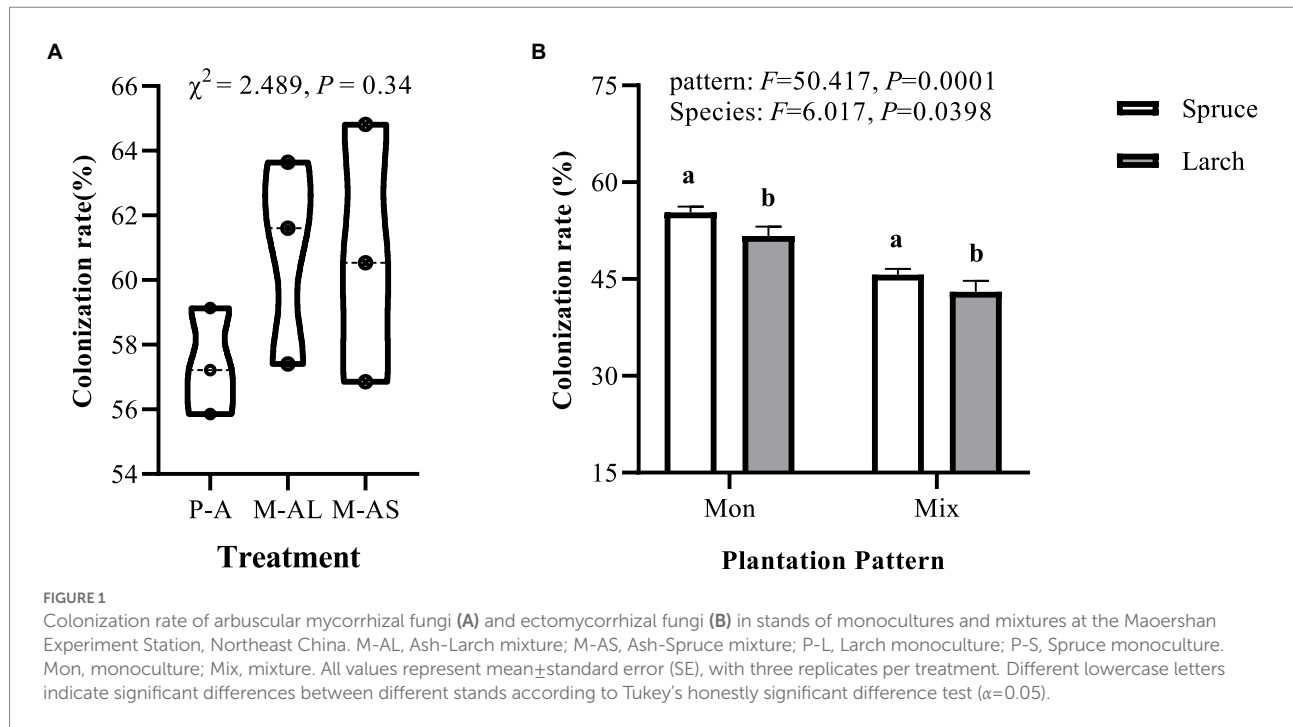 A
χ² = 2.489, P = 0.34
66
64
62
60
58
56
54
Colonization rate(%)
P-A M-AL M-AS
Treatment
B
pattern: F=50.417, P=0.0001
Species: F=6.017, P=0.0398
75
60
45
30
15
Colonization rate (%)
a
b
a
b
Mon Mix
Plantation Pattern
Spruce
Larch
FIGURE 1
Colonization rate of arbuscular mycorrhizal fungi (A) and ectomycorrhizal fungi (B) in stands of monocultures and mixtures at the Maoershan
Experiment Station, Northeast China. M-AL, Ash-Larch mixture; M-AS, Ash-Spruce mixture; P-L, Larch monoculture; P-S, Spruce monoculture.
Mon, monoculture; Mix, mixture. All values represent mean±standard error (SE), with three replicates per treatment. Different lowercase letters
indicate significant differences between different stands according to Tukey's honestly significant difference test (α=0.05).